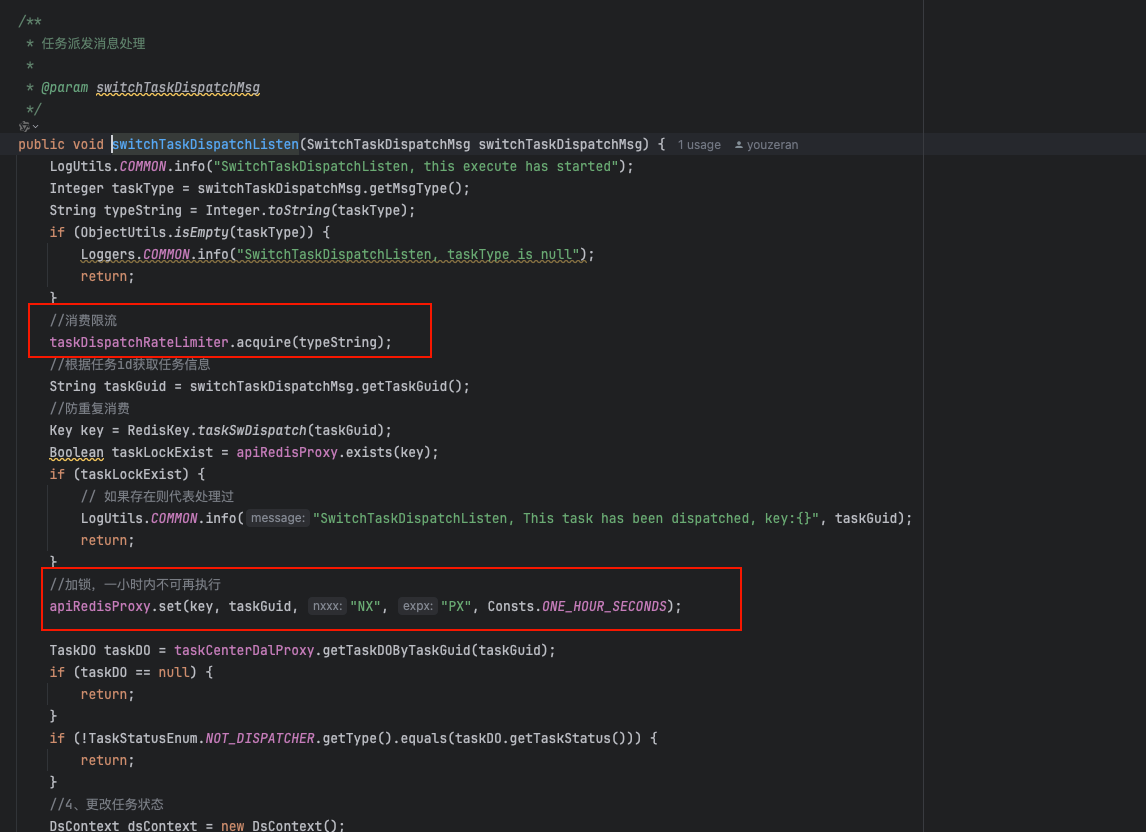 /**
 * 任务派发消息处理
 *
 * @param switchTaskDispatchMsg
 */
public void switchTaskDispatchListen(SwitchTaskDispatchMsg switchTaskDispatchMsg) { 1 usage youzeran
LogUtils.COMMON.info("SwitchTaskDispatchListen, this execute has started");
Integer taskType = switchTaskDispatchMsg.getMsgType();
String typeString = Integer.toString(taskType);
if (ObjectUtils.isEmpty(taskType)) {
Loggers.COMMON.info("SwitchTaskDispatchListen, taskType is null");
return;
}
//消费限流
taskDispatchRateLimiter.acquire(typeString);
//根据任务id获取任务信息
String taskGuid = switchTaskDispatchMsg.getTaskGuid();
//防重复消费
Key key = RedisKey.taskSwDispatch(taskGuid);
Boolean taskLockExist = apiRedisProxy.exists(key);
if (taskLockExist) {
// 如果存在则代表处理过
LogUtils.COMMON.info( message: "SwitchTaskDispatchListen, This task has been dispatched, key:{}", taskGuid);
return;
}
//加锁，一小时内不可再执行
apiRedisProxy.set(key, taskGuid, nxxx: "NX", expx: "PX", Consts.ONE_HOUR_SECONDS);
TaskDO taskDO = taskCenterDalProxy.getTaskDOByTaskGuid(taskGuid);
if (taskDO == null) {
return;
}
if (!TaskStatusEnum.NOT_DISPATCHER.getType().equals(taskDO.getTaskStatus())) {
return;
}
//4、更改任务状态
DsContext dsContext = new DsContext();